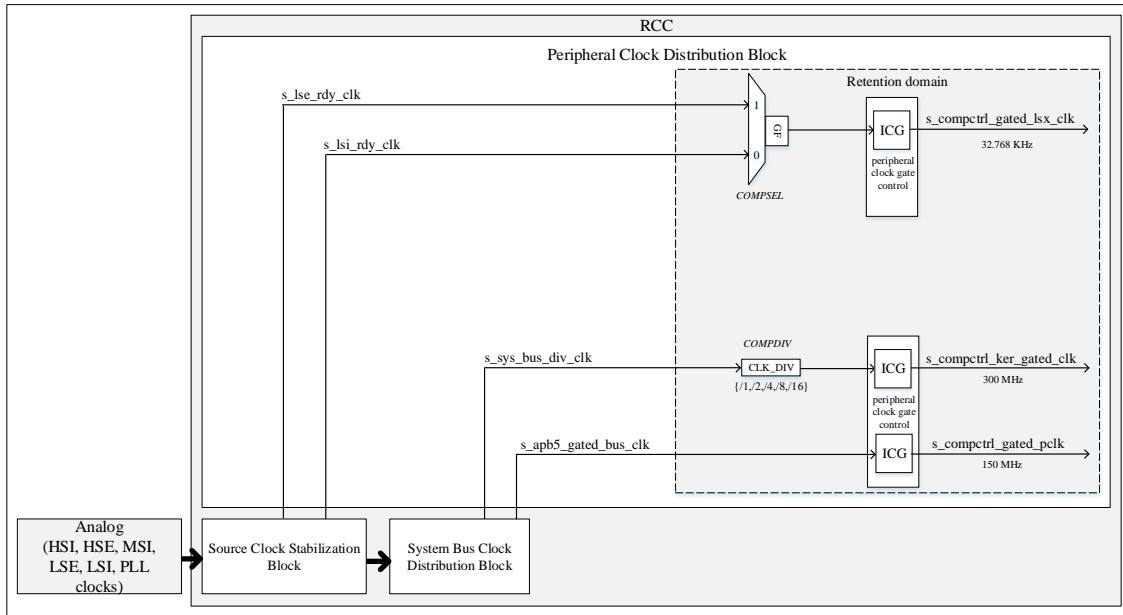 RCC
Peripheral Clock Distribution Block
Retention domain
s_lse_rdy_clk
1
s_lsi_rdy_clk
0
GF
COMPSEL
ICG
peripheral
clock gate
control
s_compctrl_gated_lsx_clk
32.768 KHz
s_sys_bus_div_clk
COMPDIV
CLK_DIV
{/1,/2,/4,/8,/16}
ICG
peripheral
clock gate
control
s_compctrl_ker_gated_clk
300 MHz
s_apb5_gated_bus_clk
ICG
s_compctrl_gated_pclk
150 MHz
Analog
(HSI, HSE, MSI,
LSE, LSI, PLL
clocks)
Source Clock Stabilization
Block
System Bus Clock
Distribution Block